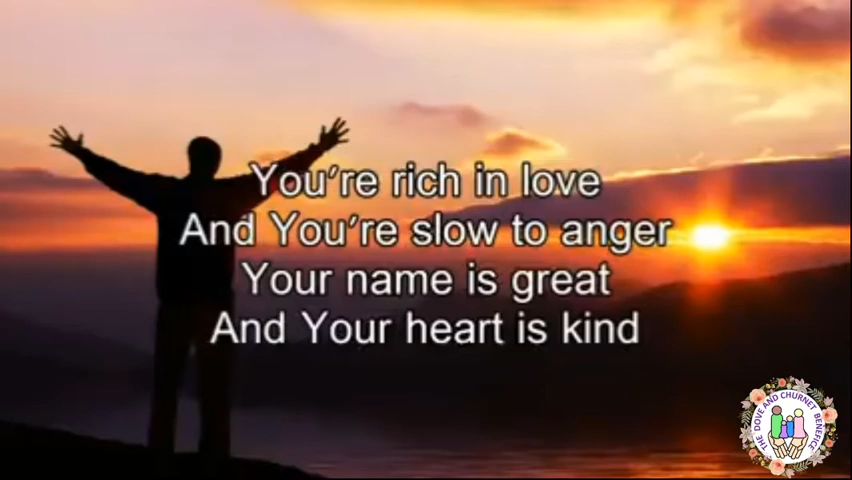 You're rich in love
And You're slow to anger
Your name is great
And Your heart is kind
THE DOVE AND CHURNET BENEFICE